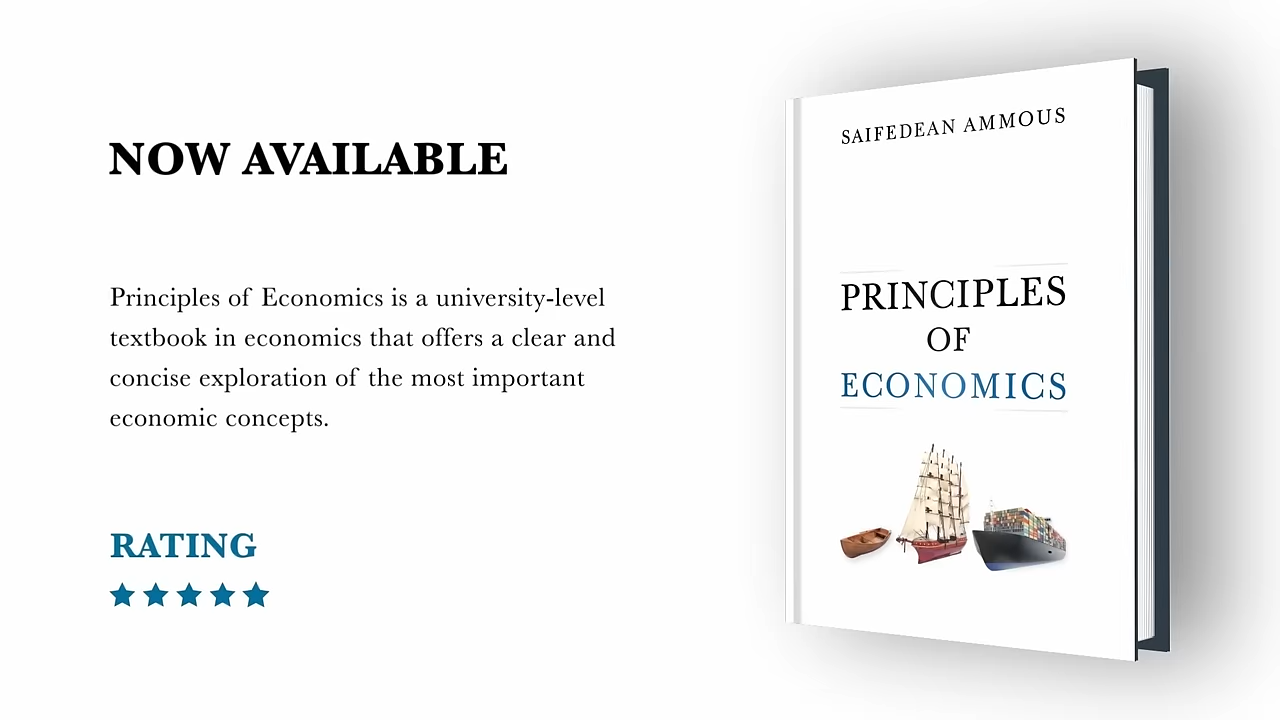 NOW AVAILABLE
Principles of Economics is a university-level
textbook in economics that offers a clear and
concise exploration of the most important
economic concepts.
RATING
SAIFEDEAN AMMOUS
PRINCIPLES
OF
ECONOMICS